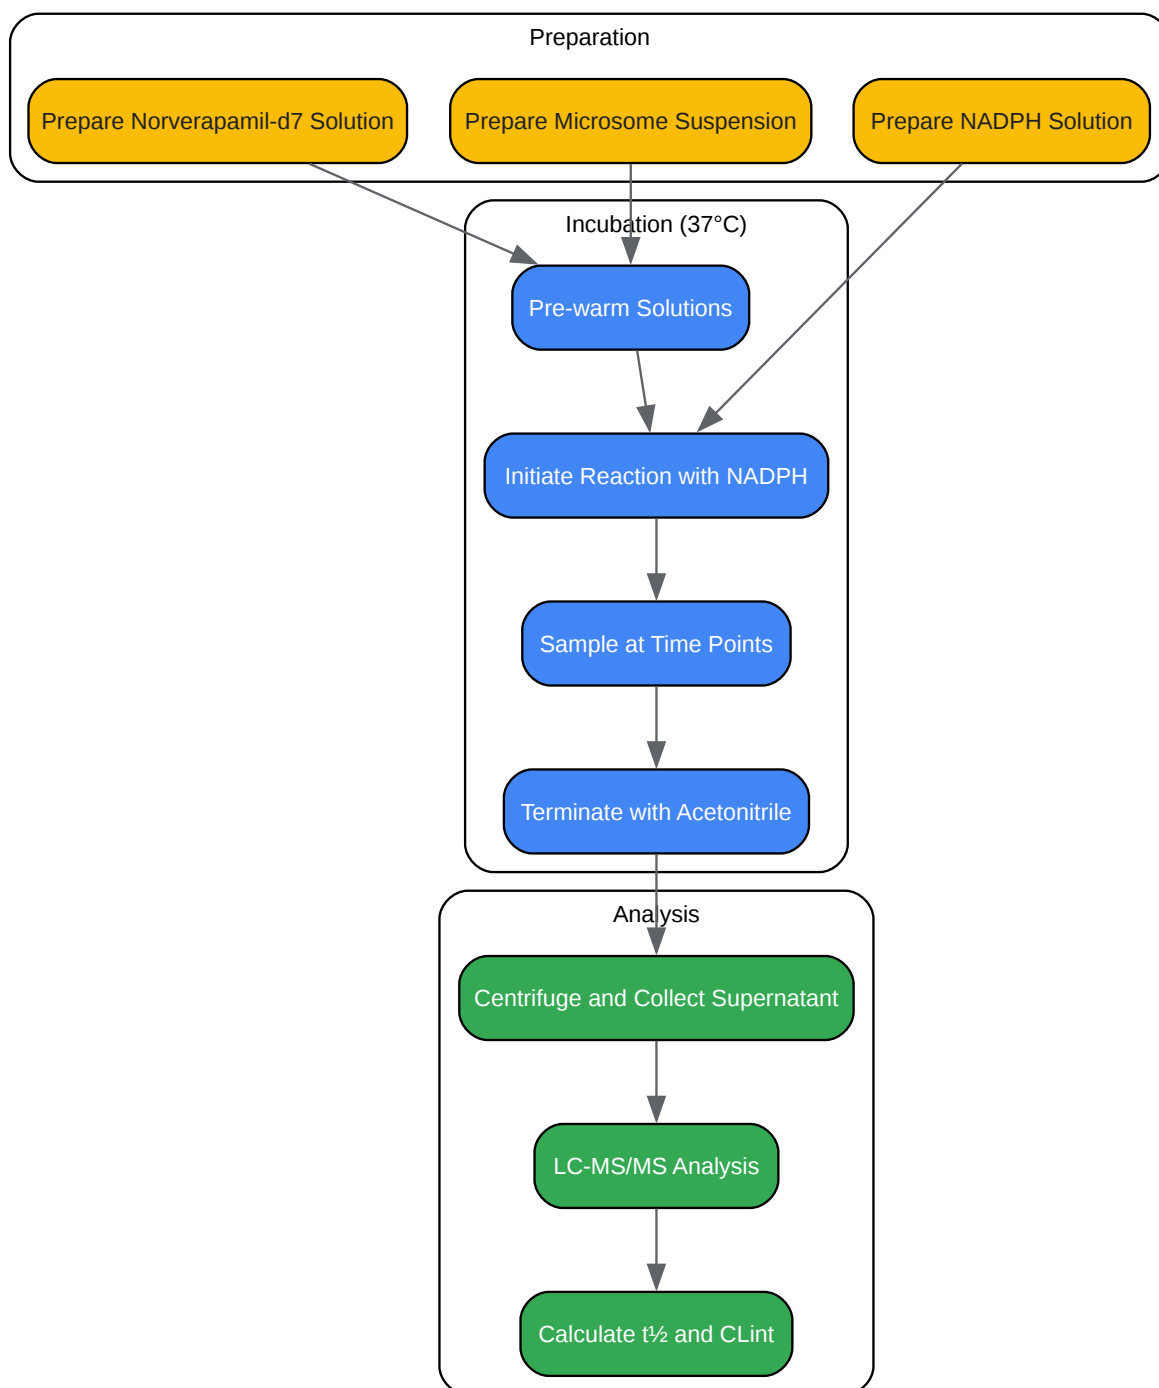 Preparation
Prepare Norverapamil-d7 Solution
Prepare Microsome Suspension
Prepare NADPH Solution
Incubation (37°C)
Pre-warm Solutions
Initiate Reaction with NADPH
Sample at Time Points
Terminate with Acetonitrile
Analysis
Centrifuge and Collect Supernatant
LC-MS/MS Analysis
Calculate t½ and CLint